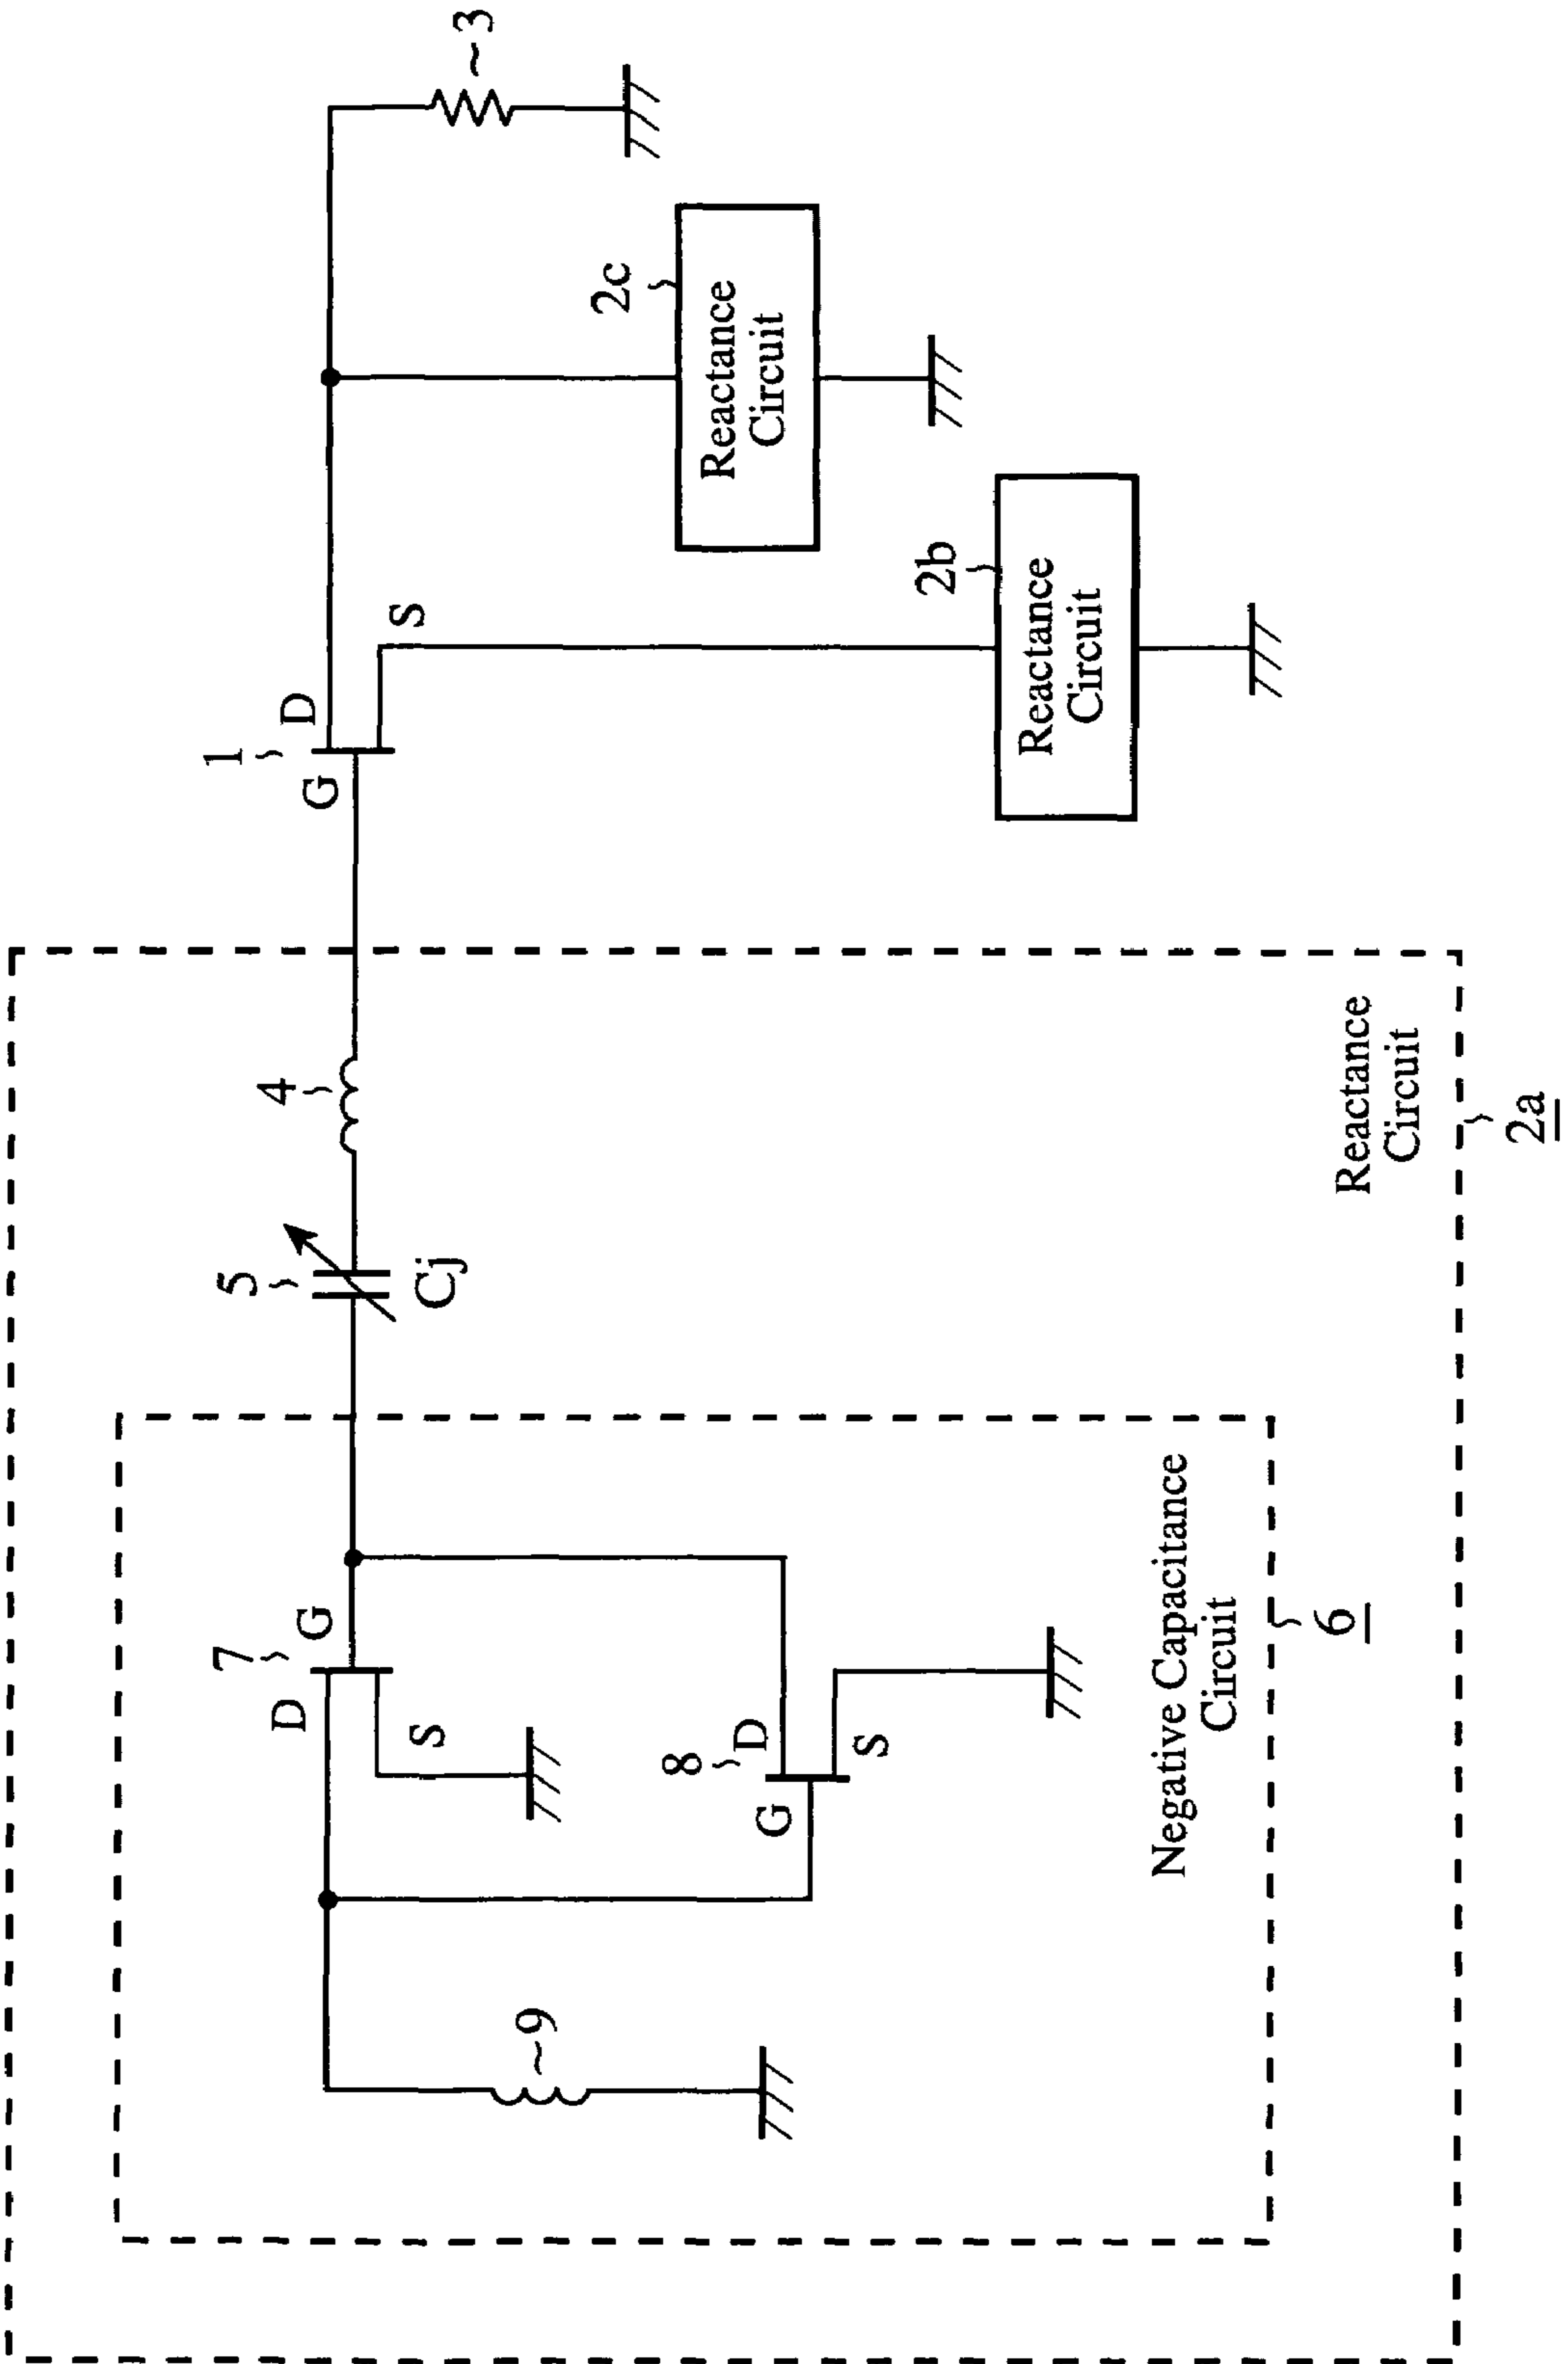 1
G
D
S
~3
2c
Reactance
Circuit
2b
Reactance
Circuit
4
5
Cj
7
D
G
S
8
D
G
S
~9
Negative Capacitance
Circuit
6
Reactance
Circuit
2a